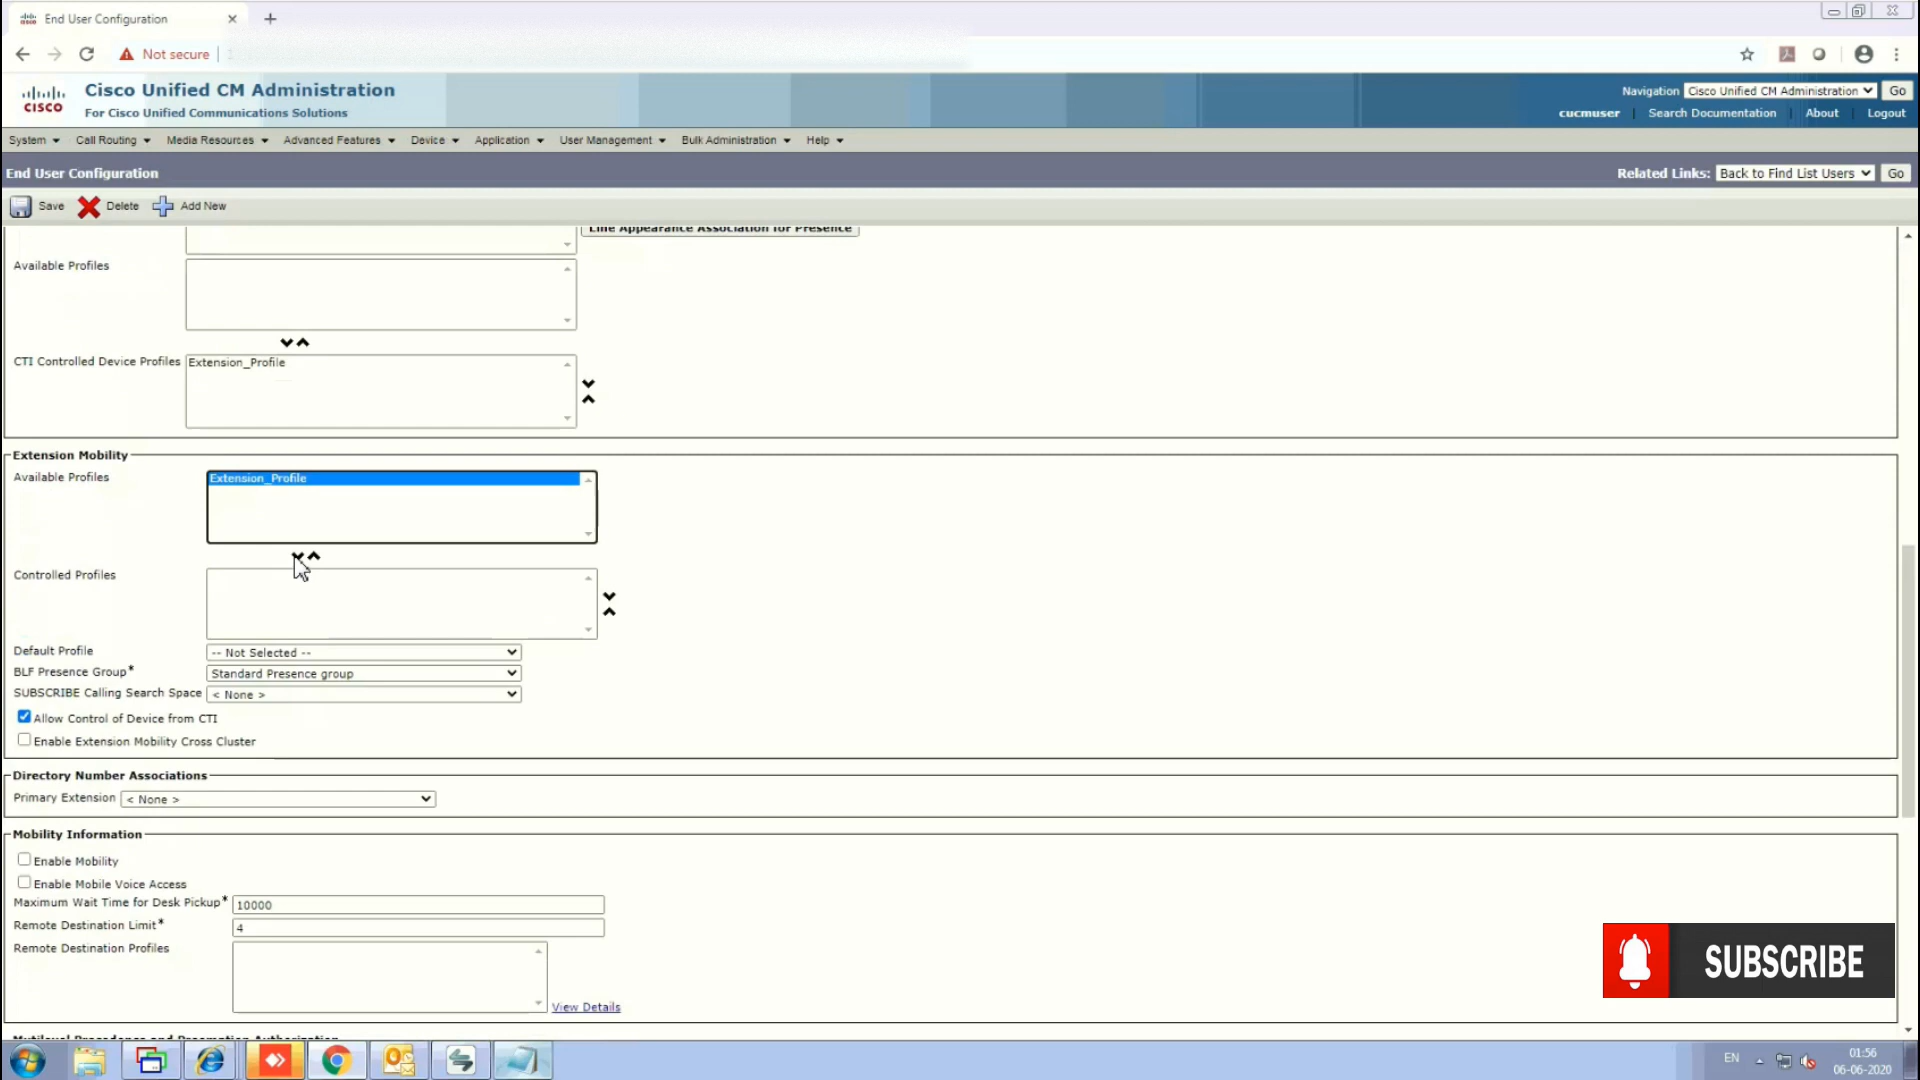 End User Configuration
Not secure
CISCO
Cisco Unified CM Administration
For Cisco Unified Communications Solutions
Navigation Cisco Unified CM Administration Go
cucmuser | Search Documentation | About | Logout
System Call Routing Media Resources Advanced Features Device Application User Management Bulk Administration Help
End User Configuration
Related Links: Back to Find List Users Go
Save Delete Add New
Line Appearance Association for Presence
Available Profiles
CTI Controlled Device Profiles Extension_Profile
Extension Mobility
Available Profiles Extension_Profile
Controlled Profiles
Default Profile -- Not Selected --
BLF Presence Group* Standard Presence group
SUBSCRIBE Calling Search Space < None >
Allow Control of Device from CTI
Enable Extension Mobility Cross Cluster
Directory Number Associations
Primary Extension < None >
Mobility Information
Enable Mobility
Enable Mobile Voice Access
Maximum Wait Time for Desk Pickup* 10000
Remote Destination Limit* 4
Remote Destination Profiles
View Details
SUBSCRIBE
EN
01:56
06-06-2020